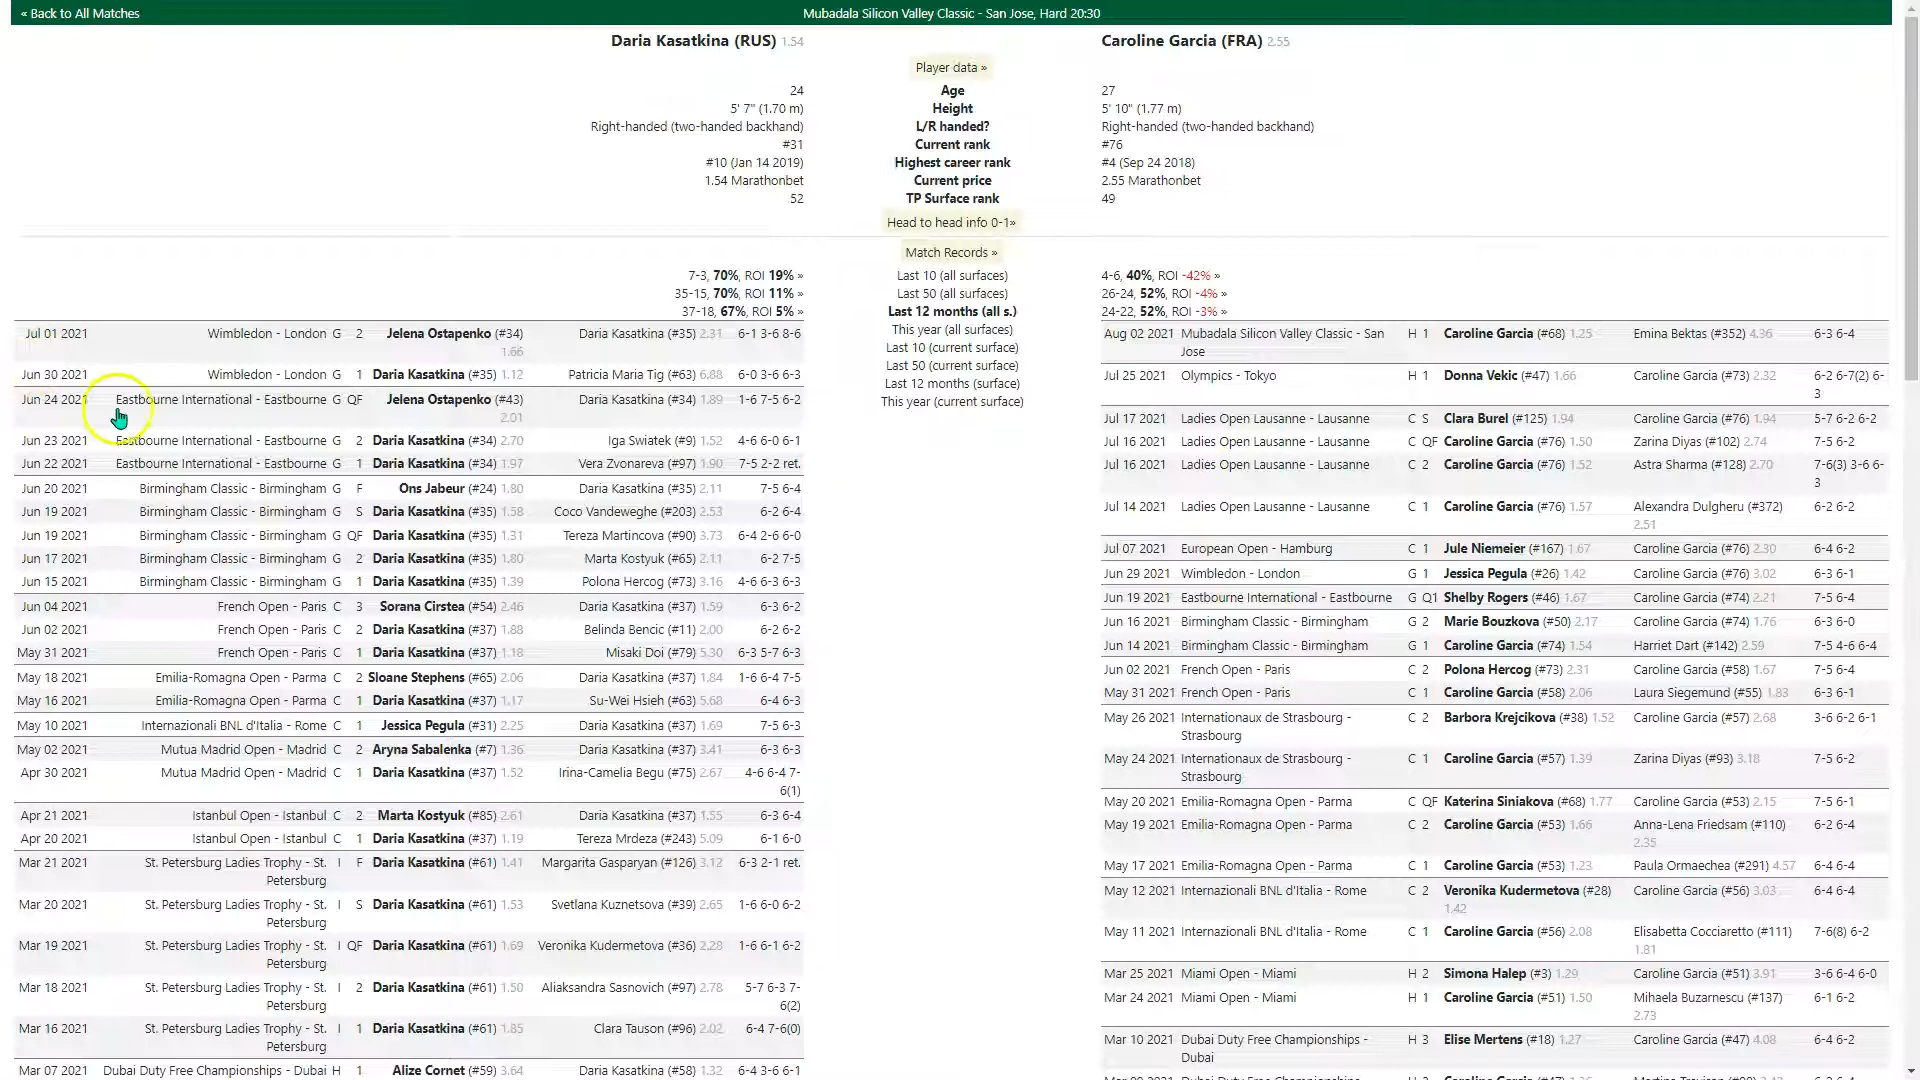 « Back to All Matches
Mubadala Silicon Valley Classic - San Jose, Hard 20:30
Daria Kasatkina (RUS) 1.54
Caroline Garcia (FRA) 2.55
Player data »
24 Age 27
5' 7" (1.70 m) Height 5' 10" (1.77 m)
Right-handed (two-handed backhand) L/R handed? Right-handed (two-handed backhand)
#31 Current rank #76
#10 (Jan 14 2019) Highest career rank #4 (Sep 24 2018)
1.54 Marathonbet Current price 2.55 Marathonbet
52 TP Surface rank 49
Head to head info 0-1»
Match Records »
7-3, 70%, ROI 19% » Last 10 (all surfaces) 4-6, 40%, ROI -42% »
35-15, 70%, ROI 11% » Last 50 (all surfaces) 26-24, 52%, ROI -4% »
37-18, 67%, ROI 5% » Last 12 months (all s.) 24-22, 52%, ROI -3% »
This year (all surfaces)
Last 10 (current surface)
Last 50 (current surface)
Last 12 months (surface)
This year (current surface)
Jul 01 2021 Wimbledon - London G 2 Jelena Ostapenko (#34) Daria Kasatkina (#35) 2.31 6-1 3-6 8-6
1.66
Jun 30 2021 Wimbledon - London G 1 Daria Kasatkina (#35) 1.12 Patricia Maria Tig (#63) 6.88 6-0 3-6 6-3
Jun 24 2021 Eastbourne International - Eastbourne G QF Jelena Ostapenko (#43) Daria Kasatkina (#34) 1.89 1-6 7-5 6-2
2.01
Jun 23 2021 Eastbourne International - Eastbourne G 2 Daria Kasatkina (#34) 2.70 Iga Swiatek (#9) 1.52 4-6 6-0 6-1
Jun 22 2021 Eastbourne International - Eastbourne G 1 Daria Kasatkina (#34) 1.97 Vera Zvonareva (#97) 1.90 7-5 2-2 ret.
Jun 20 2021 Birmingham Classic - Birmingham G F Ons Jabeur (#24) 1.80 Daria Kasatkina (#35) 2.11 7-5 6-4
Jun 19 2021 Birmingham Classic - Birmingham G S Daria Kasatkina (#35) 1.58 Coco Vandeweghe (#203) 2.53 6-2 6-4
Jun 19 2021 Birmingham Classic - Birmingham G QF Daria Kasatkina (#35) 1.31 Tereza Martincova (#90) 3.73 6-4 2-6 6-0
Jun 17 2021 Birmingham Classic - Birmingham G 2 Daria Kasatkina (#35) 1.80 Marta Kostyuk (#65) 2.11 6-2 7-5
Jun 15 2021 Birmingham Classic - Birmingham G 1 Daria Kasatkina (#35) 1.39 Polona Hercog (#73) 3.16 4-6 6-3 6-3
Jun 04 2021 French Open - Paris C 3 Sorana Cirstea (#54) 2.46 Daria Kasatkina (#37) 1.59 6-3 6-2
Jun 02 2021 French Open - Paris C 2 Daria Kasatkina (#37) 1.88 Belinda Bencic (#11) 2.00 6-2 6-2
May 31 2021 French Open - Paris C 1 Daria Kasatkina (#37) 1.18 Misaki Doi (#79) 5.30 6-3 5-7 6-3
May 18 2021 Emilia-Romagna Open - Parma C 2 Sloane Stephens (#65) 2.06 Daria Kasatkina (#37) 1.84 1-6 6-4 7-5
May 16 2021 Emilia-Romagna Open - Parma C 1 Daria Kasatkina (#37) 1.17 Su-Wei Hsieh (#63) 5.68 6-4 6-3
May 10 2021 Internazionali BNL d'Italia - Rome C 1 Jessica Pegula (#31) 2.25 Daria Kasatkina (#37) 1.69 7-5 6-3
May 02 2021 Mutua Madrid Open - Madrid C 2 Aryna Sabalenka (#7) 1.36 Daria Kasatkina (#37) 3.41 6-3 6-3
Apr 30 2021 Mutua Madrid Open - Madrid C 1 Daria Kasatkina (#37) 1.52 Irina-Camelia Begu (#75) 2.67 4-6 6-4 7-
6(1)
Apr 21 2021 Istanbul Open - Istanbul C 2 Marta Kostyuk (#85) 2.61 Daria Kasatkina (#37) 1.55 6-3 6-4
Apr 20 2021 Istanbul Open - Istanbul C 1 Daria Kasatkina (#37) 1.19 Tereza Mrdeza (#243) 5.09 6-1 6-0
Mar 21 2021 St. Petersburg Ladies Trophy - St. I F Daria Kasatkina (#61) 1.41 Margarita Gasparyan (#126) 3.12 6-3 2-1 ret.
Petersburg
Mar 20 2021 St. Petersburg Ladies Trophy - St. I S Daria Kasatkina (#61) 1.53 Svetlana Kuznetsova (#39) 2.65 1-6 6-0 6-2
Petersburg
Mar 19 2021 St. Petersburg Ladies Trophy - St. I QF Daria Kasatkina (#61) 1.69 Veronika Kudermetova (#36) 2.28 1-6 6-1 6-2
Petersburg
Mar 18 2021 St. Petersburg Ladies Trophy - St. I 2 Daria Kasatkina (#61) 1.50 Aliaksandra Sasnovich (#97) 2.78 5-7 6-3 7-
Petersburg 6(2)
Mar 16 2021 St. Petersburg Ladies Trophy - St. I 1 Daria Kasatkina (#61) 1.85 Clara Tauson (#96) 2.02 6-4 7-6(0)
Petersburg
Mar 07 2021 Dubai Duty Free Championships - Dubai H 1 Alize Cornet (#59) 3.64 Daria Kasatkina (#58) 1.32 6-4 3-6 6-1
Aug 02 2021 Mubadala Silicon Valley Classic - San H 1 Caroline Garcia (#68) 1.25 Emina Bektas (#352) 4.36 6-3 6-4
Jose
Jul 25 2021 Olympics - Tokyo H 1 Donna Vekic (#47) 1.66 Caroline Garcia (#73) 2.32 6-2 6-7(2) 6-
3
Jul 17 2021 Ladies Open Lausanne - Lausanne C S Clara Burel (#125) 1.94 Caroline Garcia (#76) 1.94 5-7 6-2 6-2
Jul 16 2021 Ladies Open Lausanne - Lausanne C QF Caroline Garcia (#76) 1.50 Zarina Diyas (#102) 2.74 7-5 6-2
Jul 16 2021 Ladies Open Lausanne - Lausanne C 2 Caroline Garcia (#76) 1.52 Astra Sharma (#128) 2.70 7-6(3) 3-6 6-
3
Jul 14 2021 Ladies Open Lausanne - Lausanne C 1 Caroline Garcia (#76) 1.57 Alexandra Dulgheru (#372) 6-2 6-2
2.51
Jul 07 2021 European Open - Hamburg C 1 Jule Niemeier (#167) 1.67 Caroline Garcia (#76) 2.30 6-4 6-2
Jun 29 2021 Wimbledon - London G 1 Jessica Pegula (#26) 1.42 Caroline Garcia (#76) 3.02 6-3 6-1
Jun 19 2021 Eastbourne International - Eastbourne G Q1 Shelby Rogers (#46) 1.67 Caroline Garcia (#74) 2.21 7-5 6-4
Jun 16 2021 Birmingham Classic - Birmingham G 2 Marie Bouzkova (#50) 2.17 Caroline Garcia (#74) 1.76 6-3 6-0
Jun 14 2021 Birmingham Classic - Birmingham G 1 Caroline Garcia (#74) 1.54 Harriet Dart (#142) 2.59 7-5 4-6 6-4
Jun 02 2021 French Open - Paris C 2 Polona Hercog (#73) 2.31 Caroline Garcia (#58) 1.67 7-5 6-4
May 31 2021 French Open - Paris C 1 Caroline Garcia (#58) 2.06 Laura Siegemund (#55) 1.83 6-3 6-1
May 26 2021 Internationaux de Strasbourg - C 2 Barbora Krejcikova (#38) 1.52 Caroline Garcia (#57) 2.68 3-6 6-2 6-1
Strasbourg
May 24 2021 Internationaux de Strasbourg - C 1 Caroline Garcia (#57) 1.39 Zarina Diyas (#93) 3.18 7-5 6-2
Strasbourg
May 20 2021 Emilia-Romagna Open - Parma C QF Katerina Siniakova (#68) 1.77 Caroline Garcia (#53) 2.15 7-5 6-1
May 19 2021 Emilia-Romagna Open - Parma C 2 Caroline Garcia (#53) 1.66 Anna-Lena Friedsam (#110) 6-2 6-4
2.35
May 17 2021 Emilia-Romagna Open - Parma C 1 Caroline Garcia (#53) 1.23 Paula Ormaechea (#291) 4.57 6-4 6-4
May 12 2021 Internazionali BNL d'Italia - Rome C 2 Veronika Kudermetova (#28) Caroline Garcia (#56) 3.03 6-4 6-4
1.42
May 11 2021 Internazionali BNL d'Italia - Rome C 1 Caroline Garcia (#56) 2.08 Elisabetta Cocciaretto (#111) 7-6(8) 6-2
1.81
Mar 25 2021 Miami Open - Miami H 2 Simona Halep (#3) 1.29 Caroline Garcia (#51) 3.91 3-6 6-4 6-0
Mar 24 2021 Miami Open - Miami H 1 Caroline Garcia (#51) 1.50 Mihaela Buzarnescu (#137) 6-1 6-2
2.73
Mar 10 2021 Dubai Duty Free Championships - H 3 Elise Mertens (#18) 1.27 Caroline Garcia (#47) 4.08 6-4 6-2
Dubai